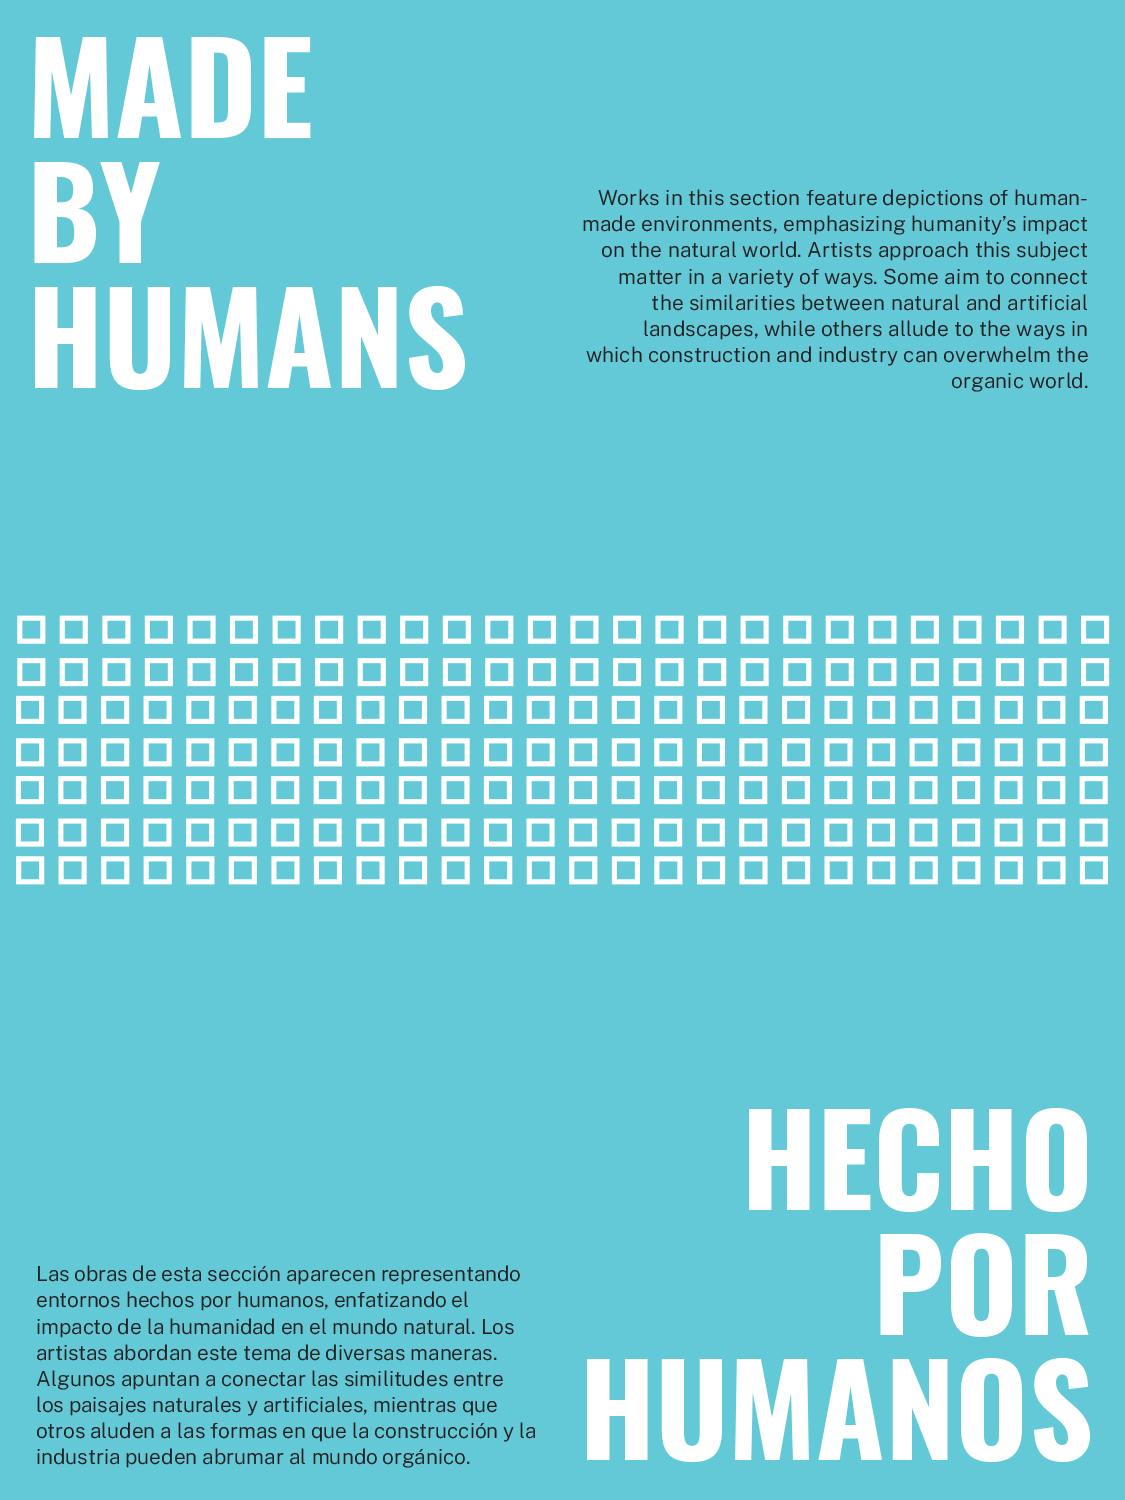 MADE
BY
HUMANS
Works in this section feature depictions of human-
made environments, emphasizing humanity’s impact
on the natural world. Artists approach this subject
matter in a variety of ways. Some aim to connect
the similarities between natural and artificial
landscapes, while others allude to the ways in
which construction and industry can overwhelm the
organic world.
HECHO
POR
HUMANOS
Las obras de esta sección aparecen representando
entornos hechos por humanos, enfatizando el
impacto de la humanidad en el mundo natural. Los
artistas abordan este tema de diversas maneras.
Algunos apuntan a conectar las similitudes entre
los paisajes naturales y artificiales, mientras que
otros aluden a las formas en que la construcción y la
industria pueden abrumar al mundo orgánico.